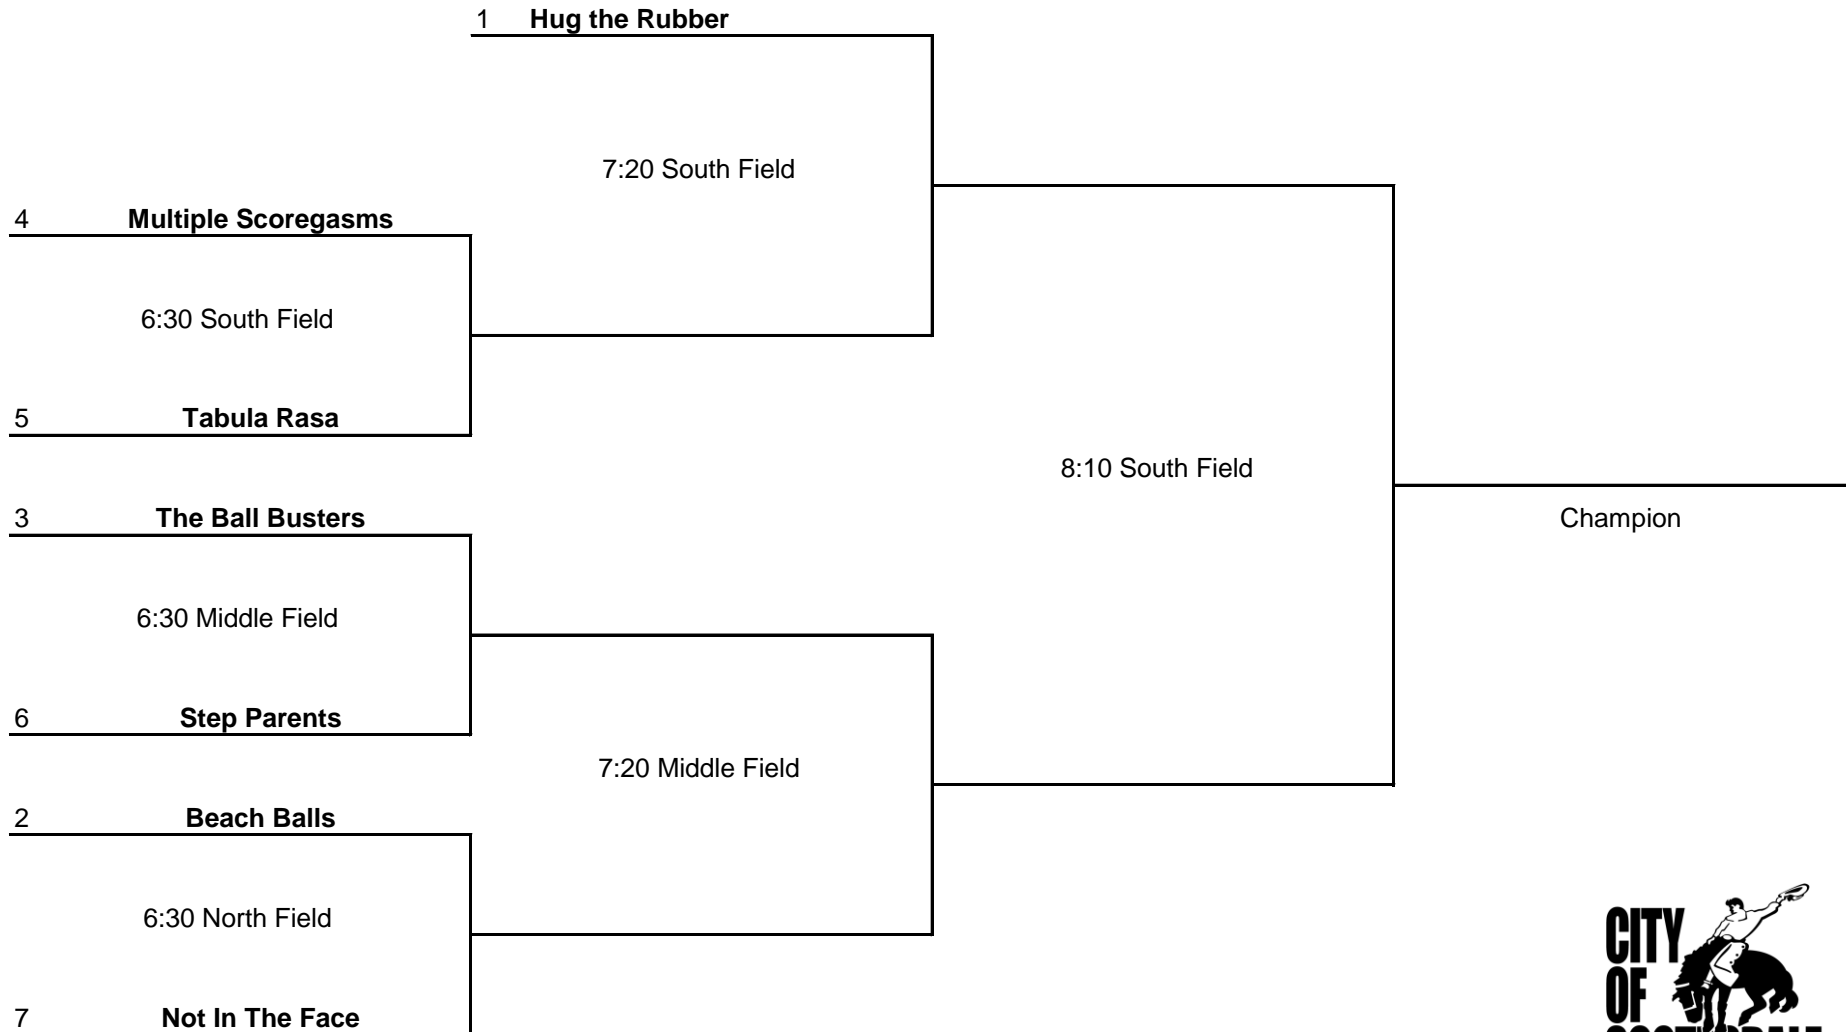 1 Hug the Rubber
7:20 South Field
4 Multiple Scoregasms
6:30 South Field
5 Tabula Rasa
8:10 South Field
3 The Ball Busters
Champion
6:30 Middle Field
6 Step Parents
7:20 Middle Field
2 Beach Balls
6:30 North Field
7 Not In The Face
CITY
OF